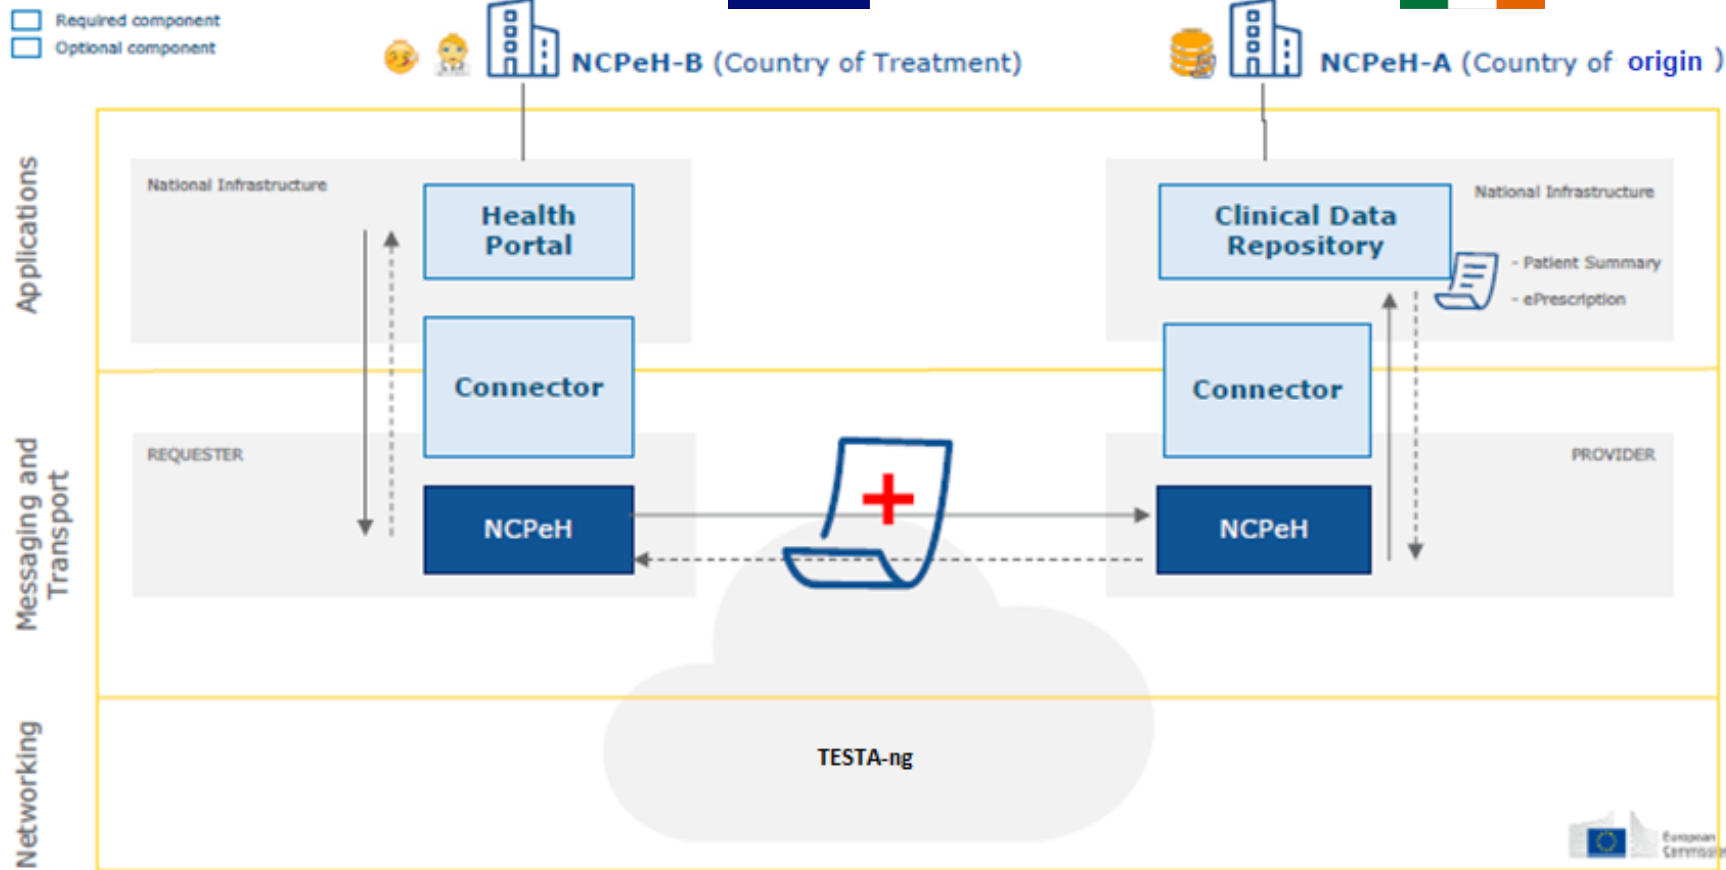 Required component
Optional component
NCPeH-B (Country of Treatment)
NCPeH-A (Country of origin )
Applications
National Infrastructure
Health
Portal
Clinical Data
Repository
National Infrastructure
- Patient Summary
- ePrescription
Connector
Connector
Messaging and
Transport
REQUESTER
PROVIDER
NCPeH
NCPeH
Networking
TESTA-ng
European